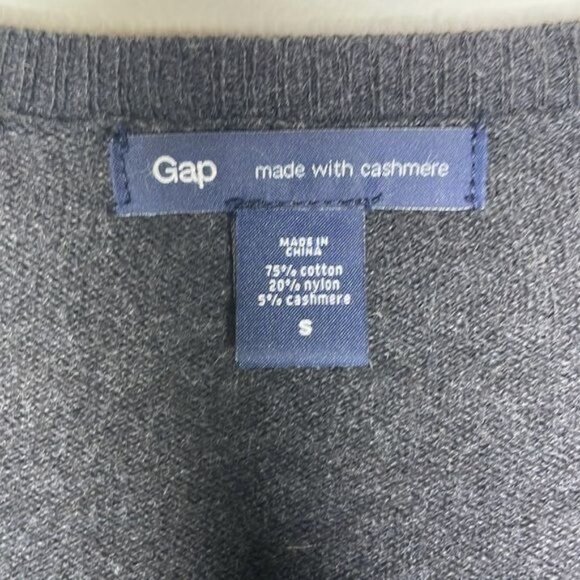 Gap made with cashmere
MADE IN
CHINA
75% cotton
20% nylon
5% cashmere
S